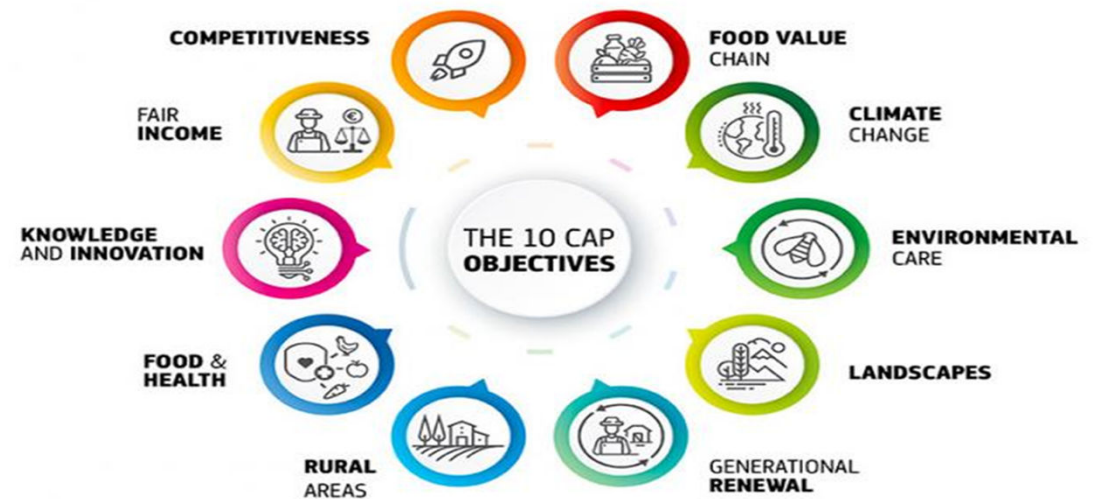 COMPETITIVENESS
FOOD VALUE
CHAIN
FAIR
INCOME
CLIMATE
CHANGE
KNOWLEDGE
AND INNOVATION
THE 10 CAP
OBJECTIVES
ENVIRONMENTAL
CARE
FOOD &
HEALTH
LANDSCAPES
RURAL
AREAS
GENERATIONAL
RENEWAL